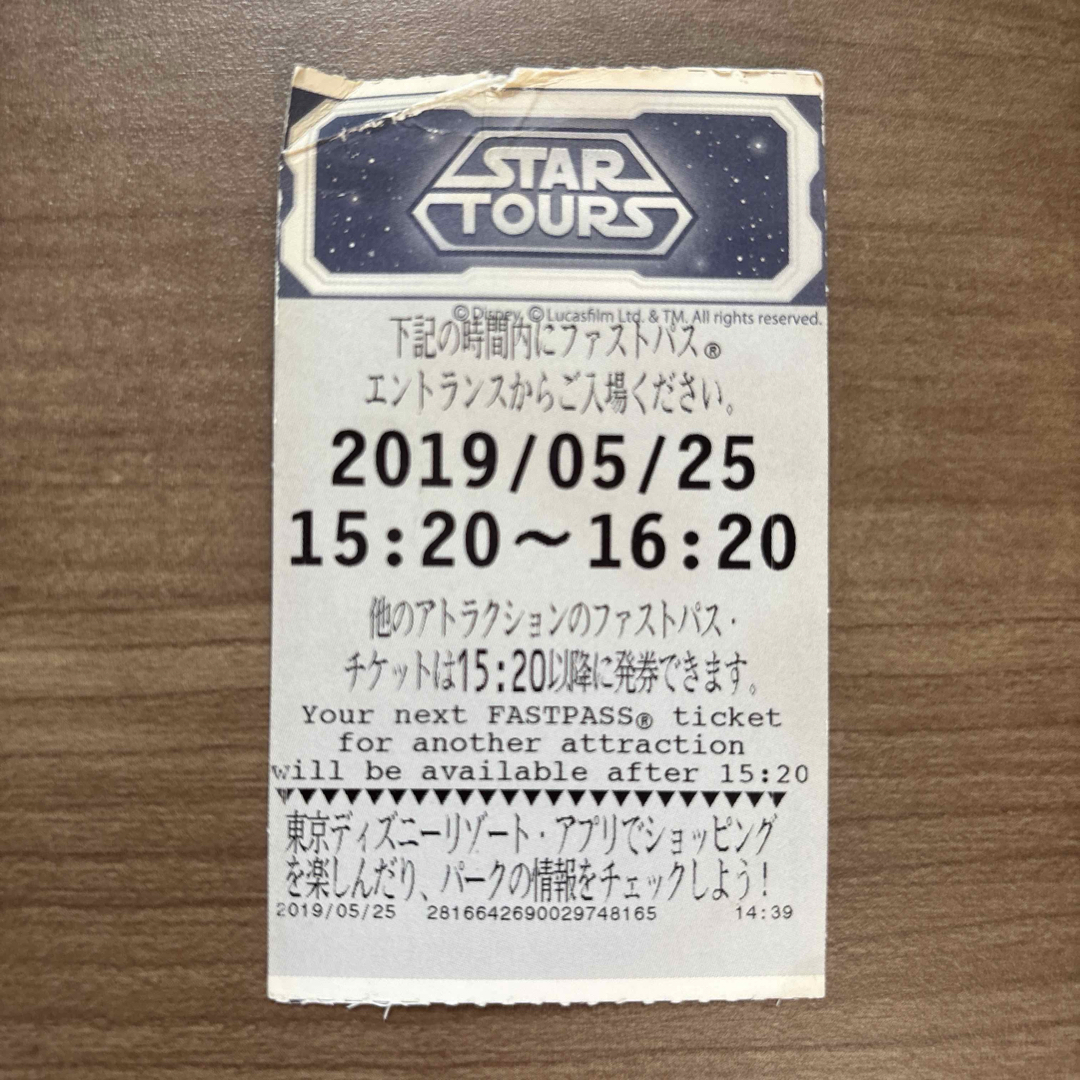 STAR
TOURS
© Disney, © Lucasfilm Ltd. & TM. All rights reserved.
下記の時間内にファストパス®
エントランスからご入場ください。
2019/05/25
15:20〜16:20
他のアトラクションのファストパス・
チケットは15:20以降に発券できます。
Your next FASTPASS® ticket
for another attraction
will be available after 15:20
東京ディズニーリゾート・アプリでショッピング
を楽しんだり、パークの情報をチェックしよう！
2019/05/25 2816642690029748165 14:39